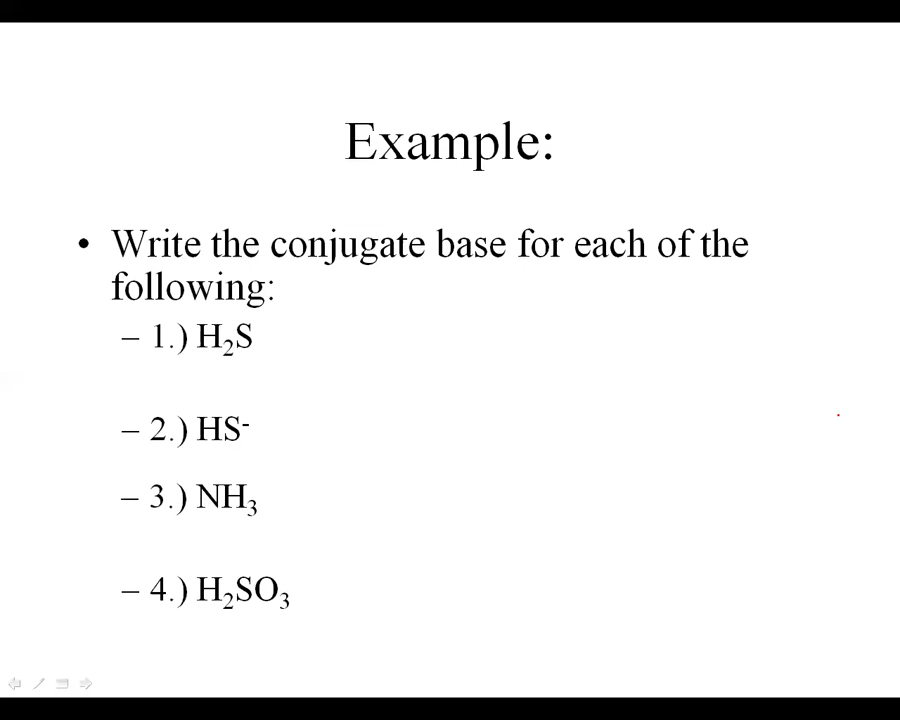 Example:
• Write the conjugate base for each of the
following:
– 1.) H₂S
– 2.) HS⁻
– 3.) NH₃
– 4.) H₂SO₃